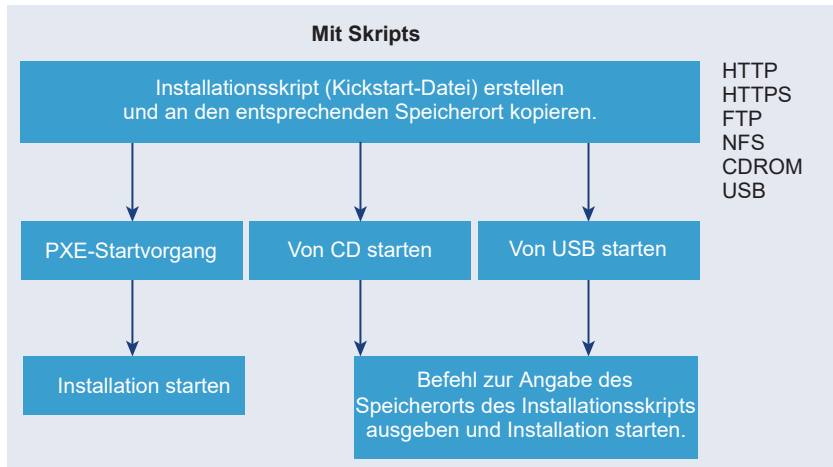 Mit Skripts
Installationsskript (Kickstart-Datei) erstellen
und an den entsprechenden Speicherort kopieren.
HTTP
HTTPS
FTP
NFS
CDROM
USB
PXE-Startvorgang
Von CD starten
Von USB starten
Installation starten
Befehl zur Angabe des
Speicherorts des Installationsskripts
ausgeben und Installation starten.